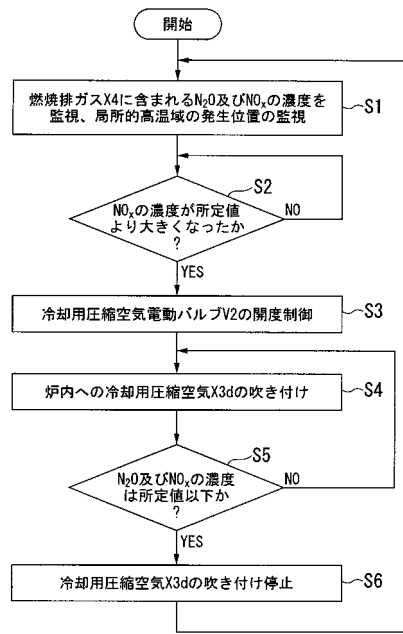 開始
燃焼排ガスX4に含まれるN2O及びNOxの濃度を
監視、局所的高温域の発生位置の監視
S1
S2
NOxの濃度が所定値
より大きくなったか
?
NO
YES
冷却用圧縮空気電動バルブV2の開度制御
S3
炉内への冷却用圧縮空気X3dの吹き付け
S4
S5
N2O及びNOxの濃度
は所定値以下か
?
NO
YES
冷却用圧縮空気X3dの吹き付け停止
S6